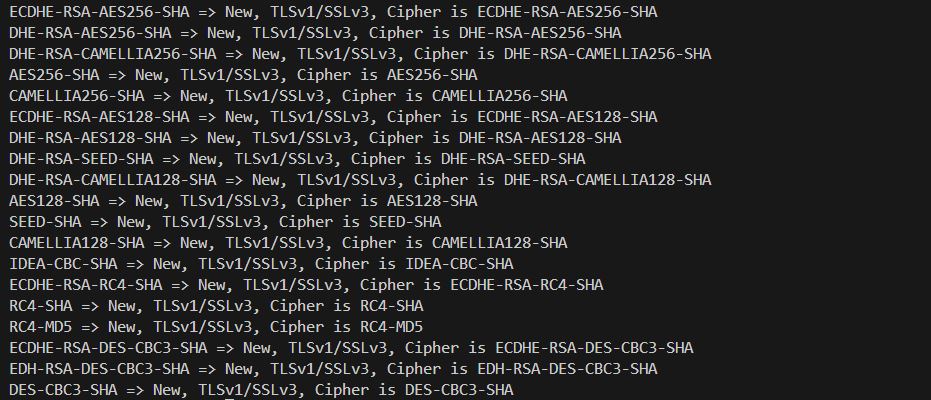 ECDHE-RSA-AES256-SHA => New, TLSv1/SSLv3, Cipher is ECDHE-RSA-AES256-SHA
DHE-RSA-AES256-SHA => New, TLSv1/SSLv3, Cipher is DHE-RSA-AES256-SHA
DHE-RSA-CAMELLIA256-SHA => New, TLSv1/SSLv3, Cipher is DHE-RSA-CAMELLIA256-SHA
AES256-SHA => New, TLSv1/SSLv3, Cipher is AES256-SHA
CAMELLIA256-SHA => New, TLSv1/SSLv3, Cipher is CAMELLIA256-SHA
ECDHE-RSA-AES128-SHA => New, TLSv1/SSLv3, Cipher is ECDHE-RSA-AES128-SHA
DHE-RSA-AES128-SHA => New, TLSv1/SSLv3, Cipher is DHE-RSA-AES128-SHA
DHE-RSA-SEED-SHA => New, TLSv1/SSLv3, Cipher is DHE-RSA-SEED-SHA
DHE-RSA-CAMELLIA128-SHA => New, TLSv1/SSLv3, Cipher is DHE-RSA-CAMELLIA128-SHA
AES128-SHA => New, TLSv1/SSLv3, Cipher is AES128-SHA
SEED-SHA => New, TLSv1/SSLv3, Cipher is SEED-SHA
CAMELLIA128-SHA => New, TLSv1/SSLv3, Cipher is CAMELLIA128-SHA
IDEA-CBC-SHA => New, TLSv1/SSLv3, Cipher is IDEA-CBC-SHA
ECDHE-RSA-RC4-SHA => New, TLSv1/SSLv3, Cipher is ECDHE-RSA-RC4-SHA
RC4-SHA => New, TLSv1/SSLv3, Cipher is RC4-SHA
RC4-MD5 => New, TLSv1/SSLv3, Cipher is RC4-MD5
ECDHE-RSA-DES-CBC3-SHA => New, TLSv1/SSLv3, Cipher is ECDHE-RSA-DES-CBC3-SHA
EDH-RSA-DES-CBC3-SHA => New, TLSv1/SSLv3, Cipher is EDH-RSA-DES-CBC3-SHA
DES-CBC3-SHA => New, TLSv1/SSLv3, Cipher is DES-CBC3-SHA